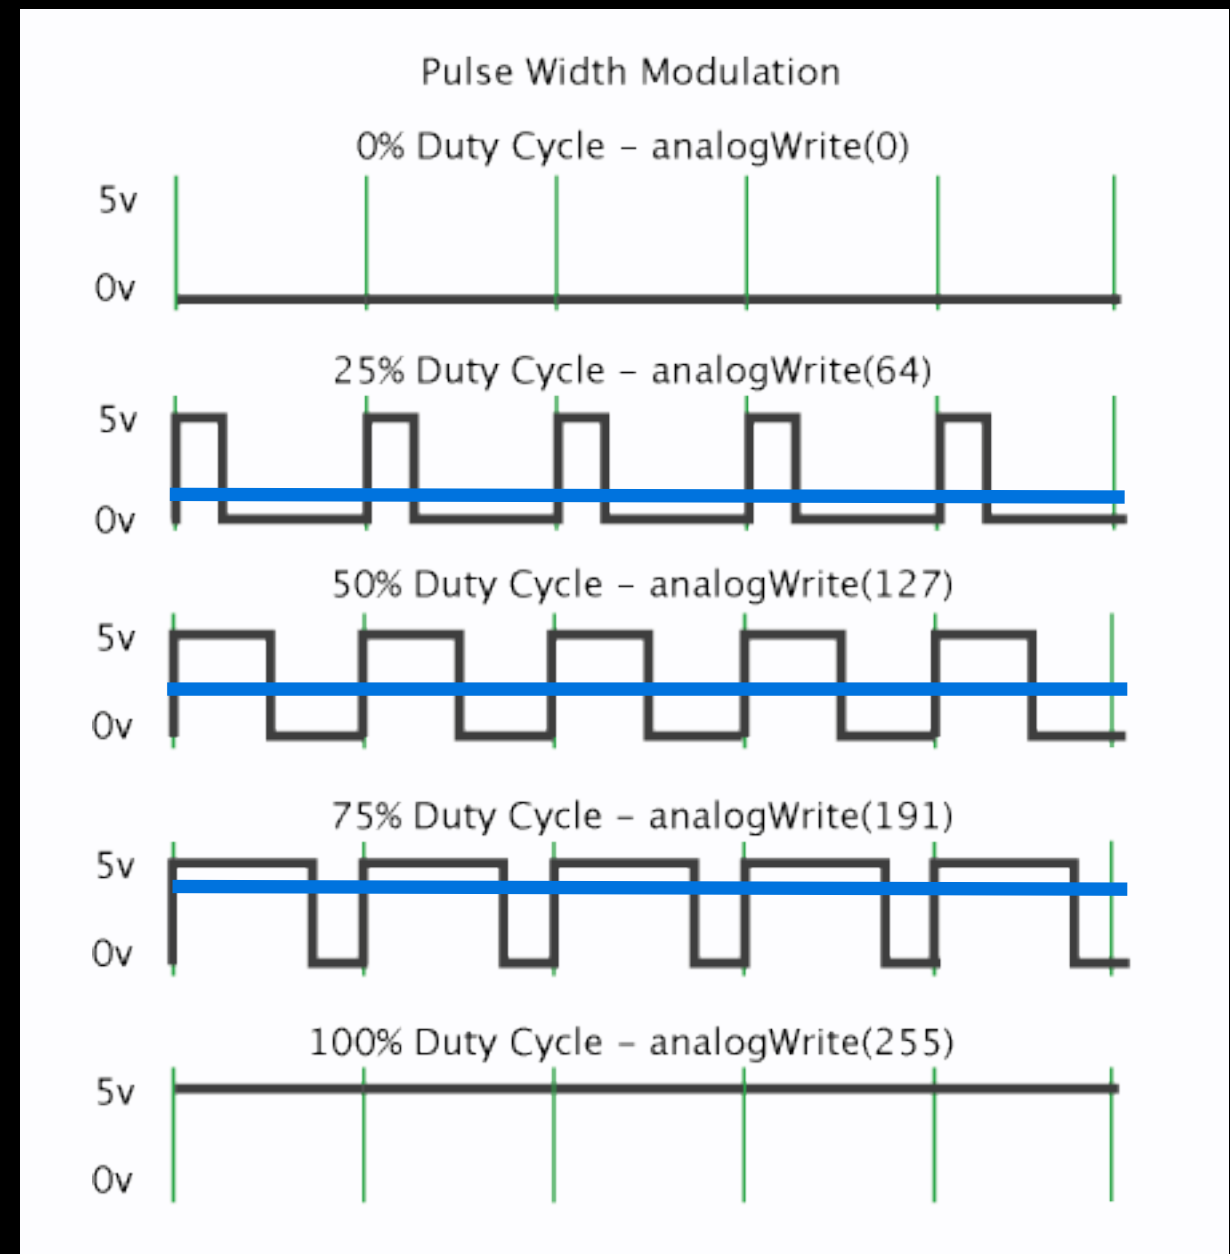 Pulse Width Modulation
0% Duty Cycle – analogWrite(0)
5v
0v
25% Duty Cycle – analogWrite(64)
5v
0v
50% Duty Cycle – analogWrite(127)
5v
0v
75% Duty Cycle – analogWrite(191)
5v
0v
100% Duty Cycle – analogWrite(255)
5v
0v